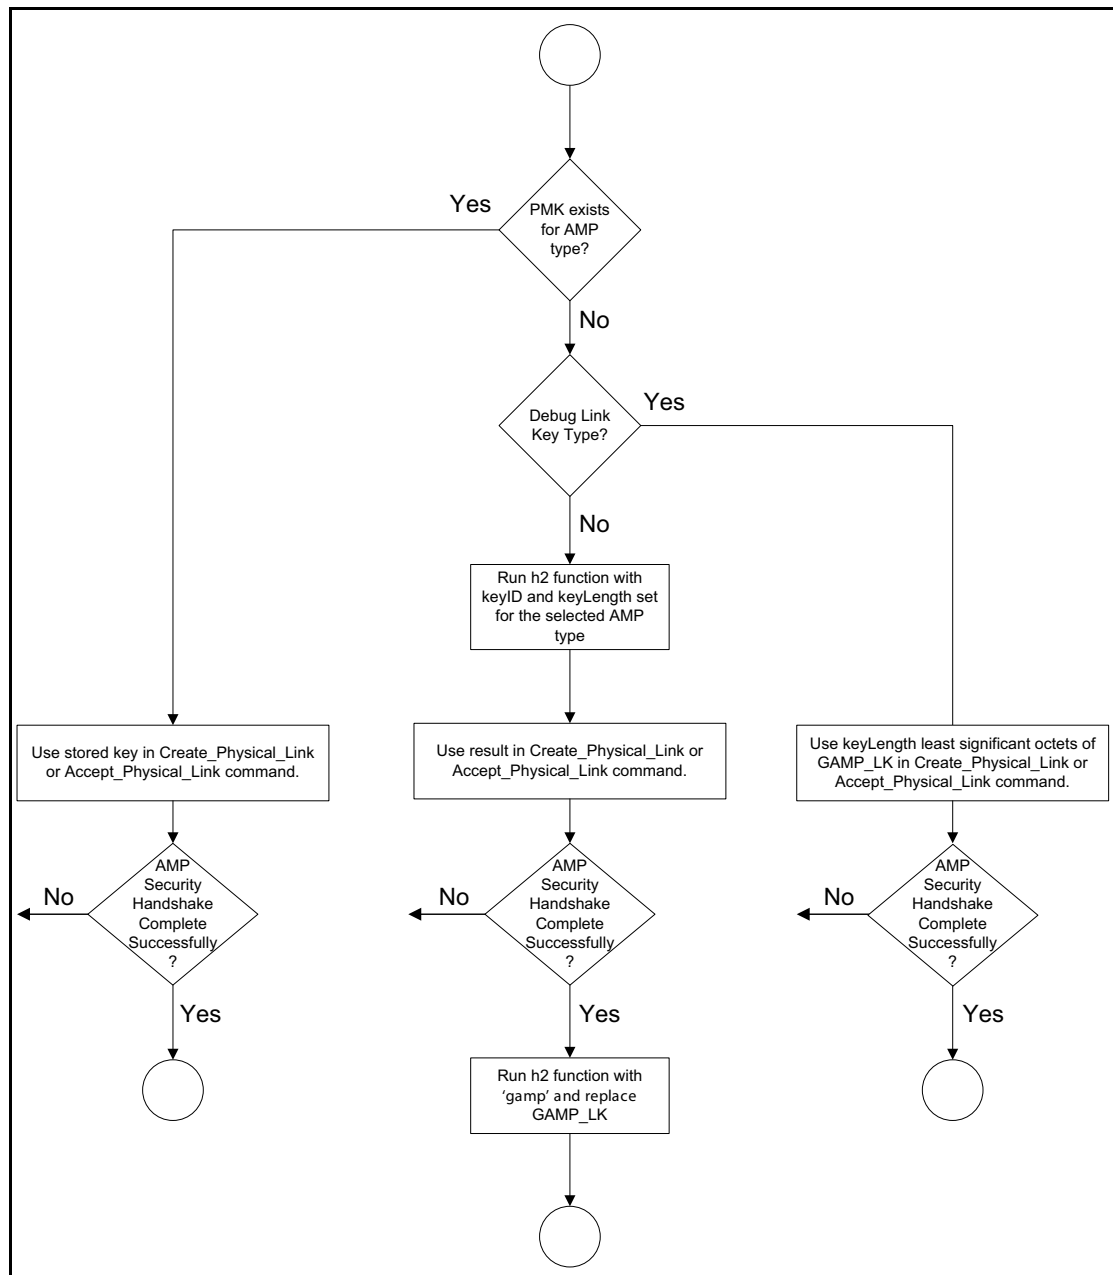 Yes
PMK exists
for AMP
type?
No
Debug Link
Key Type?
Yes
No
Run h2 function with
keyID and keyLength set
for the selected AMP
type
Use stored key in Create_Physical_Link
or Accept_Physical_Link command.
Use result in Create_Physical_Link or
Accept_Physical_Link command.
Use keyLength least significant octets of
GAMP_LK in Create_Physical_Link or
Accept_Physical_Link command.
No
AMP
Security
Handshake
Complete
Successfully
?
Yes
No
AMP
Security
Handshake
Complete
Successfully
?
Yes
No
AMP
Security
Handshake
Complete
Successfully
?
Yes
Run h2 function with
‘gamp’ and replace
GAMP_LK